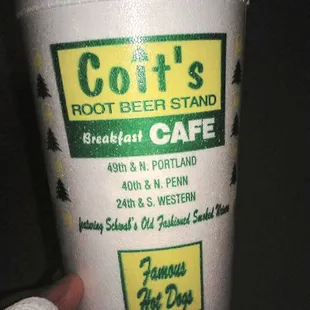 Coit's
ROOT BEER STAND
Breakfast CAFE
49th & N. PORTLAND
40th & N. PENN
24th & S. WESTERN
featuring Schwab's Old Fashioned Smoked
Famous
Hot Dogs